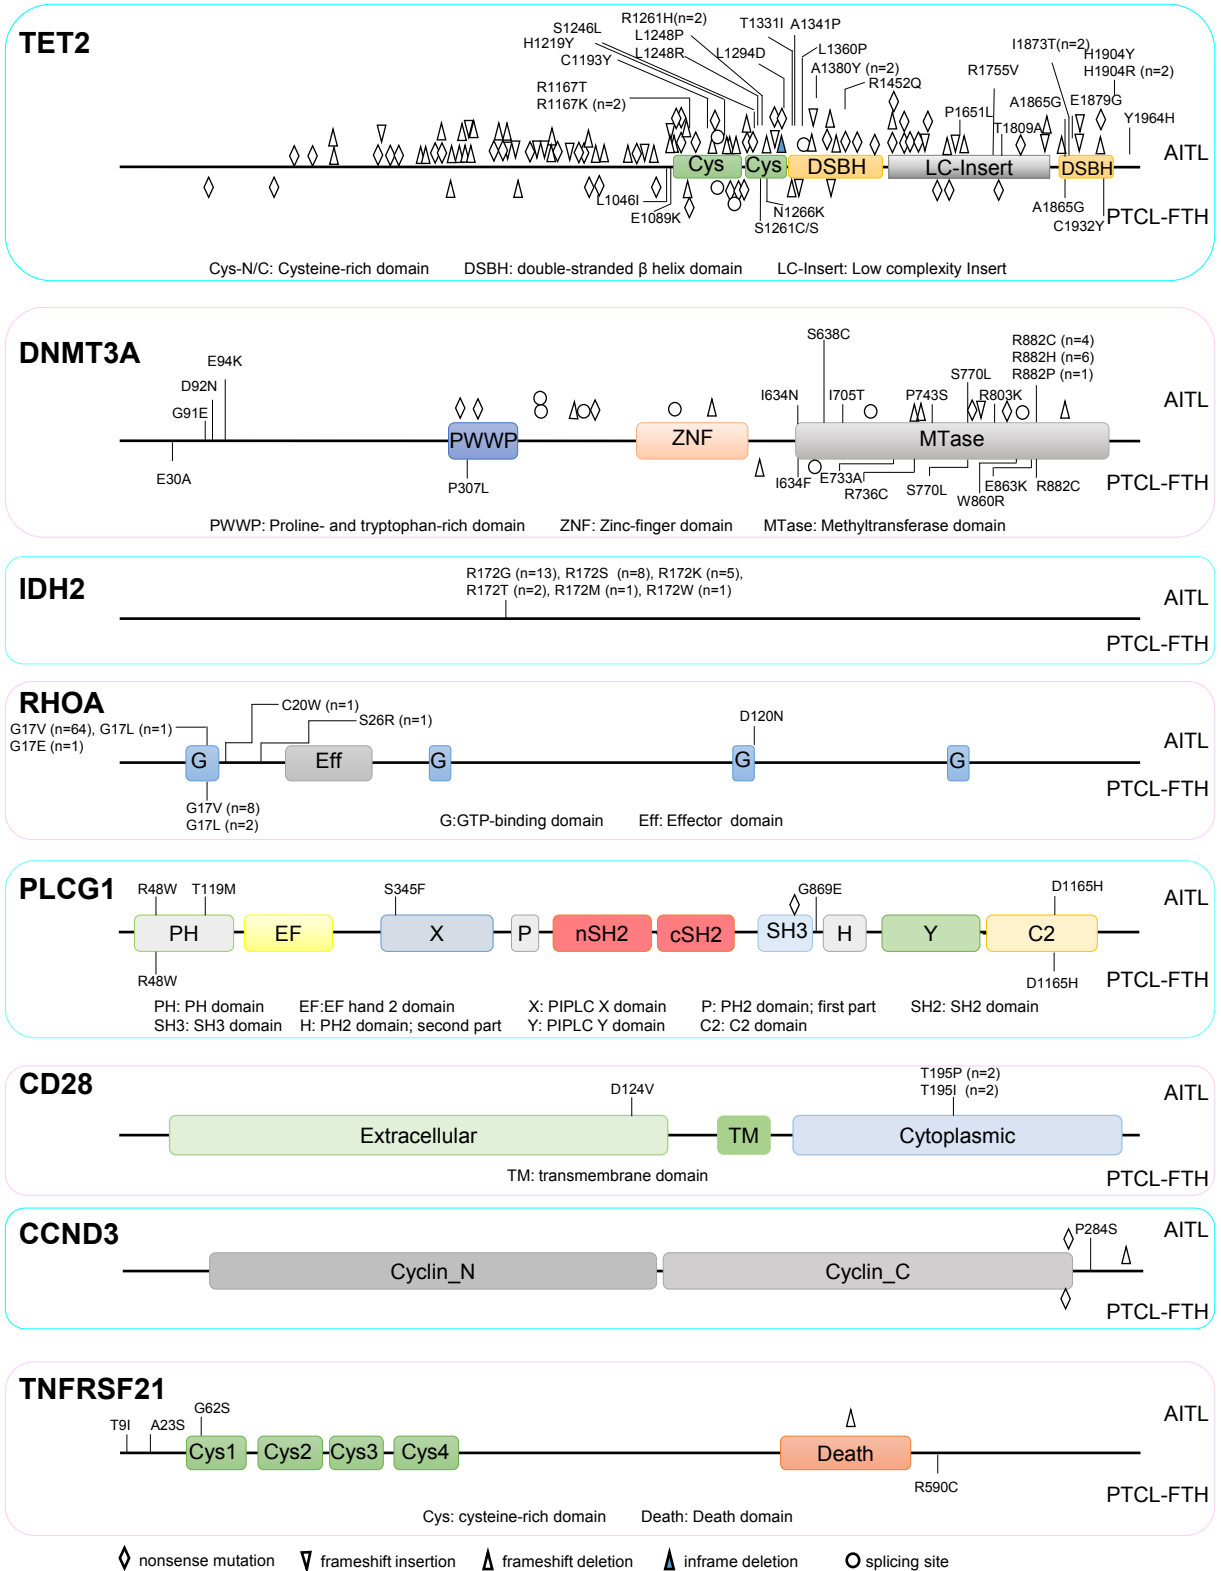 TET2
R1261H(n=2)
T1331I
A1341P
S1246L
H1219Y
L1248P
C1193Y
L1248R
L1294D
L1360P
A1380Y (n=2)
R1452Q
I1873T(n=2)
H1904Y
H1904R (n=2)
R1755V
R1167T
R1167K (n=2)
P1651L
A1865G
E1879G
T1809A
Y1964H
AITL
Cys
Cys
DSBH
LC-Insert
DSBH
L1046I
E1089K
N1266K
S1261C/S
A1865G
C1932Y
PTCL-FTH
Cys-N/C: Cysteine-rich domain DSBH: double-stranded β helix domain LC-Insert: Low complexity Insert
DNMT3A
E94K
D92N
G91E
S638C
R882C (n=4)
R882H (n=6)
R882P (n=1)
S770L
I634N
I705T
P743S
R803K
AITL
PWWP
ZNF
MTase
E30A
P307L
I634F
E733A
R736C
S770L
W860R
E863K
R882C
PTCL-FTH
PWWP: Proline- and tryptophan-rich domain ZNF: Zinc-finger domain MTase: Methyltransferase domain
IDH2
R172G (n=13), R172S (n=8), R172K (n=5),
R172T (n=2), R172M (n=1), R172W (n=1)
AITL
PTCL-FTH
RHOA
C20W (n=1)
S26R (n=1)
G17V (n=64), G17L (n=1)
G17E (n=1)
D120N
AITL
G
Eff
G
G
G
G17V (n=8)
G17L (n=2)
PTCL-FTH
G:GTP-binding domain Eff: Effector domain
PLCG1
R48W
T119M
S345F
G869E
D1165H
AITL
PH
EF
X
P
nSH2
cSH2
SH3
H
Y
C2
R48W
D1165H
PTCL-FTH
PH: PH domain EF:EF hand 2 domain X: PIPLC X domain P: PH2 domain; first part SH2: SH2 domain
SH3: SH3 domain H: PH2 domain; second part Y: PIPLC Y domain C2: C2 domain
CD28
D124V
T195P (n=2)
T195I (n=2)
AITL
Extracellular
TM
Cytoplasmic
TM: transmembrane domain
PTCL-FTH
CCND3
P284S
AITL
Cyclin_N
Cyclin_C
PTCL-FTH
TNFRSF21
T9I
A23S
G62S
AITL
Cys1
Cys2
Cys3
Cys4
Death
R590C
PTCL-FTH
Cys: cysteine-rich domain Death: Death domain
nonsense mutation frameshift insertion frameshift deletion inframe deletion splicing site